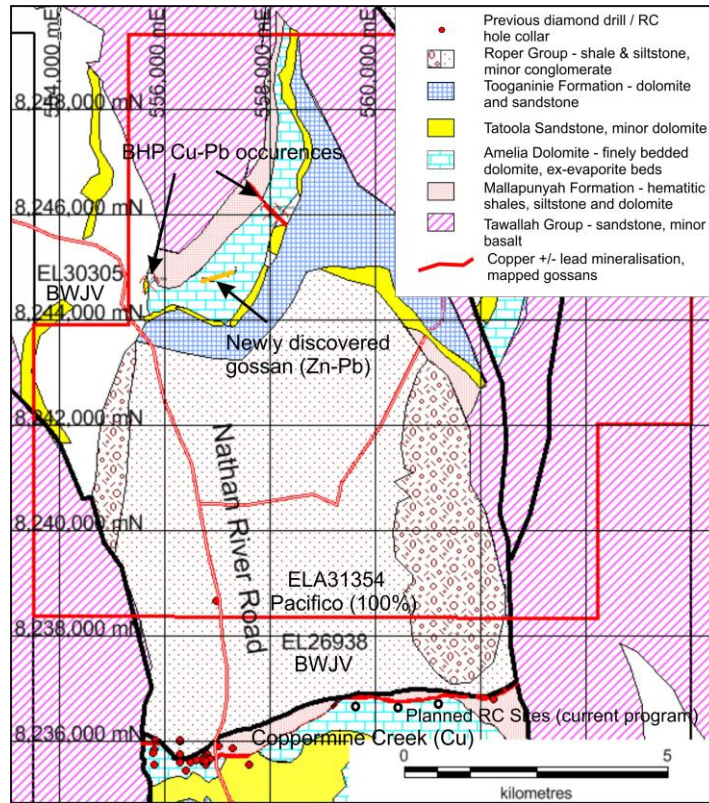 554,000 mE
556,000 mE
558,000 mE
560,000 mE
8,248,000 mN
8,246,000 mN
8,244,000 mN
8,242,000 mN
8,240,000 mN
8,238,000 mN
8,236,000 mN
Previous diamond drill / RC
hole collar
Roper Group - shale & siltstone,
minor conglomerate
Tooganinie Formation - dolomite
and sandstone
Tatoola Sandstone, minor dolomite
Amelia Dolomite - finely bedded
dolomite, ex-evaporite beds
Mallapunyah Formation - hematitic
shales, siltstone and dolomite
Tawallah Group - sandstone, minor
basalt
Copper +/- lead mineralisation,
mapped gossans
BHP Cu-Pb occurences
EL30305
BWJV
Newly discovered
gossan (Zn-Pb)
Nathan River Road
ELA31354
Pacifico (100%)
EL26938
BWJV
Planned RC Sites (current program)
Coppermine Creek (Cu)
0 5
kilometres